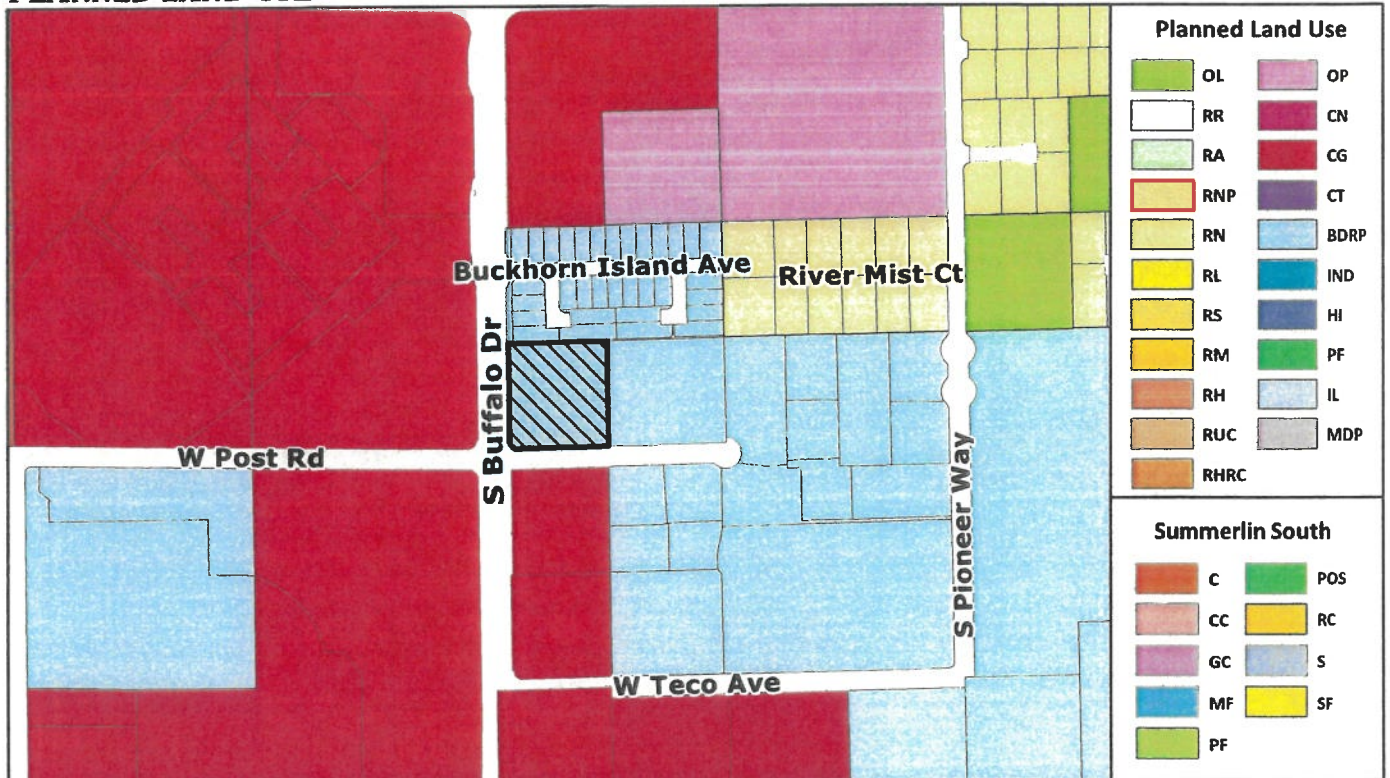 Buckhorn Island Ave
River Mist Ct
S Buffalo Dr
W Post Rd
S Pioneer Way
W Teco Ave
Planned Land Use
OL OP
RR CN
RA CG
RNP CT
RN BDRP
RL IND
RS HI
RM PF
RH IL
RUC MDP
RHRC
Summerlin South
C POS
CC RC
GC S
MF SF
PF